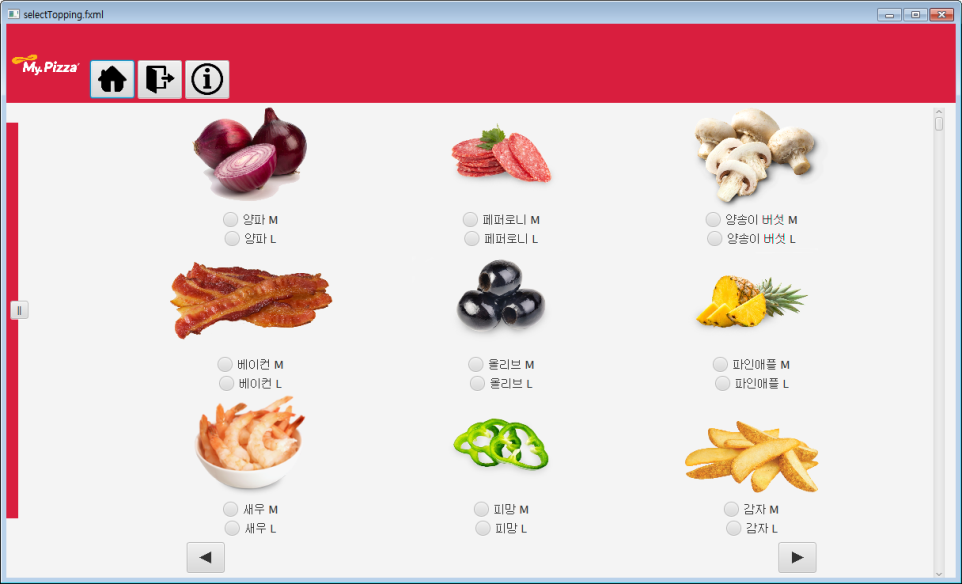 selectTopping.fxml
My.Pizza
양파 M
양파 L
페퍼로니 M
페퍼로니 L
양송이 버섯 M
양송이 버섯 L
베이컨 M
베이컨 L
올리브 M
올리브 L
파인애플 M
파인애플 L
새우 M
새우 L
피망 M
피망 L
감자 M
감자 L